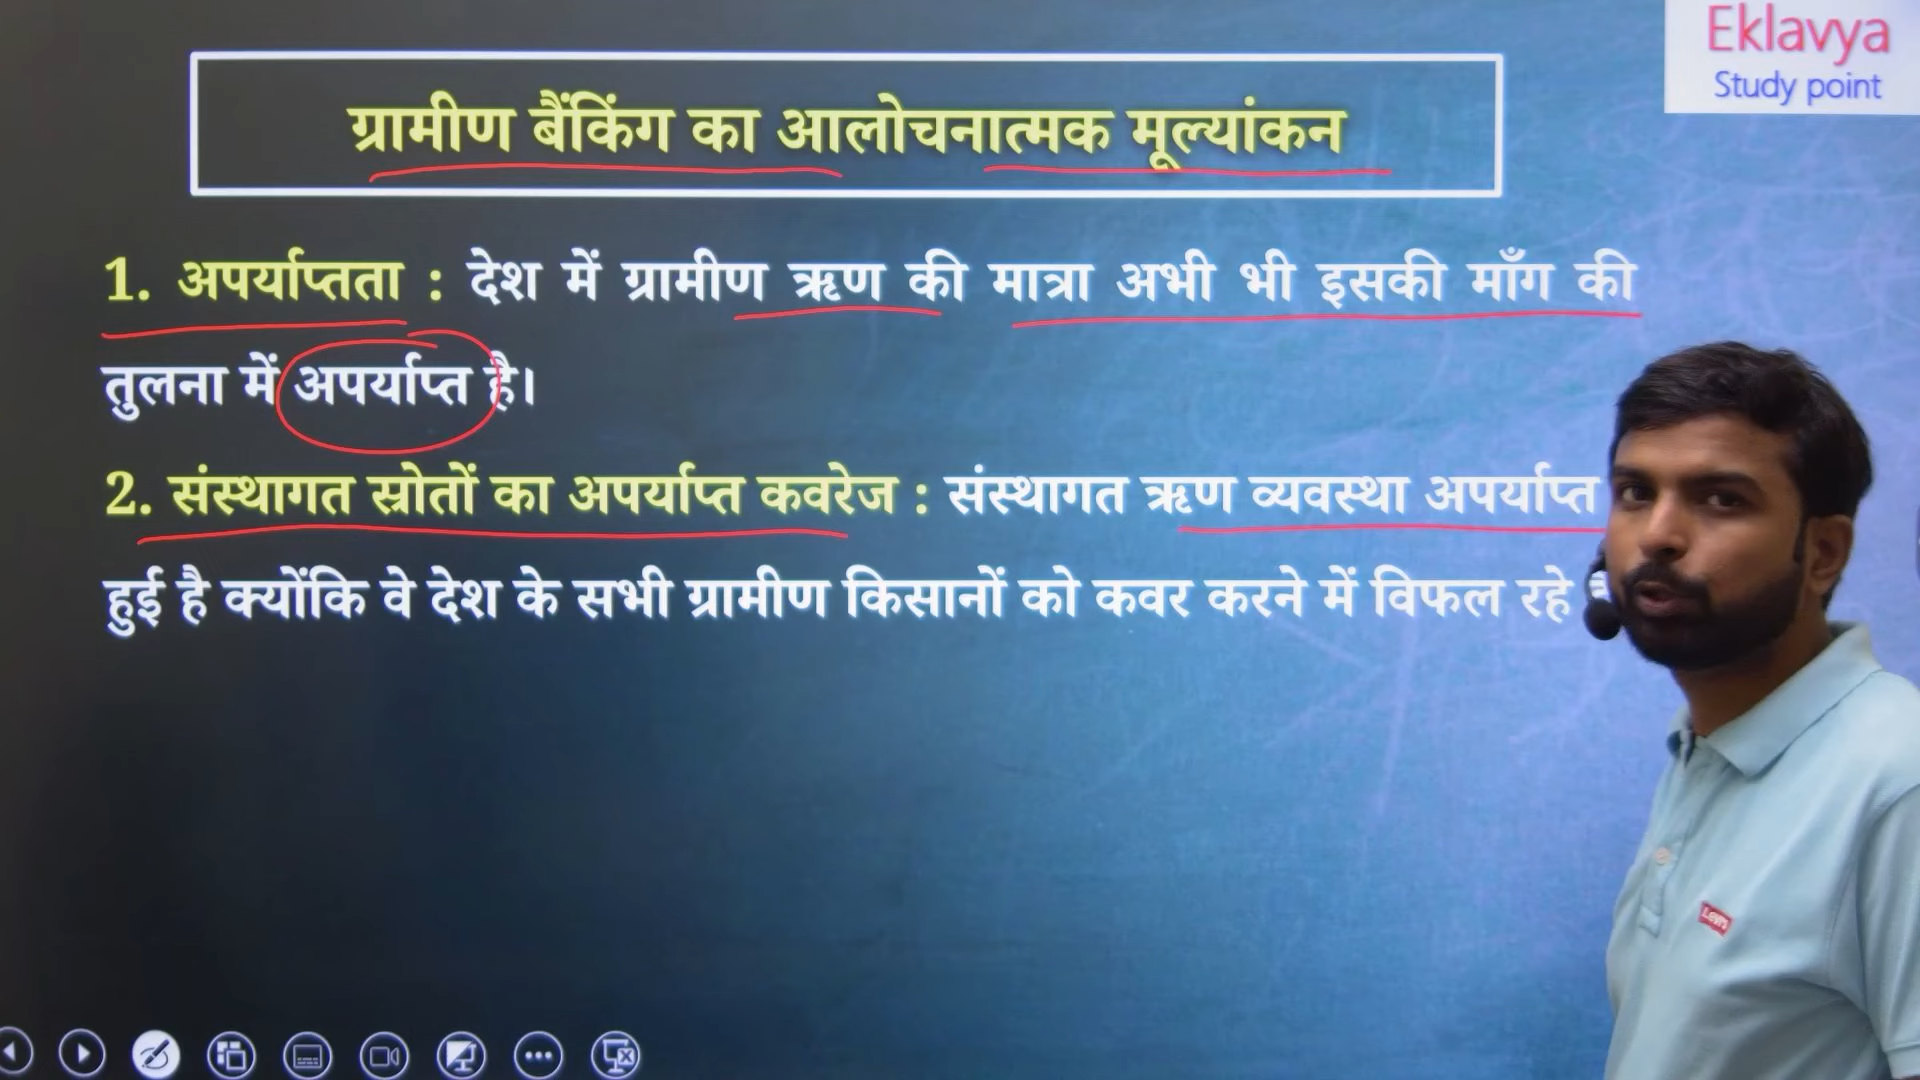 Eklavya
Study point
ग्रामीण बैंकिंग का आलोचनात्मक मूल्यांकन
1. अपर्याप्तता : देश में ग्रामीण ऋण की मात्रा अभी भी इसकी माँग की
तुलना में अपर्याप्त है।
2. संस्थागत स्रोतों का अपर्याप्त कवरेज : संस्थागत ऋण व्यवस्था अपर्याप्त
हुई है क्योंकि वे देश के सभी ग्रामीण किसानों को कवर करने में विफल रहे
Levi's